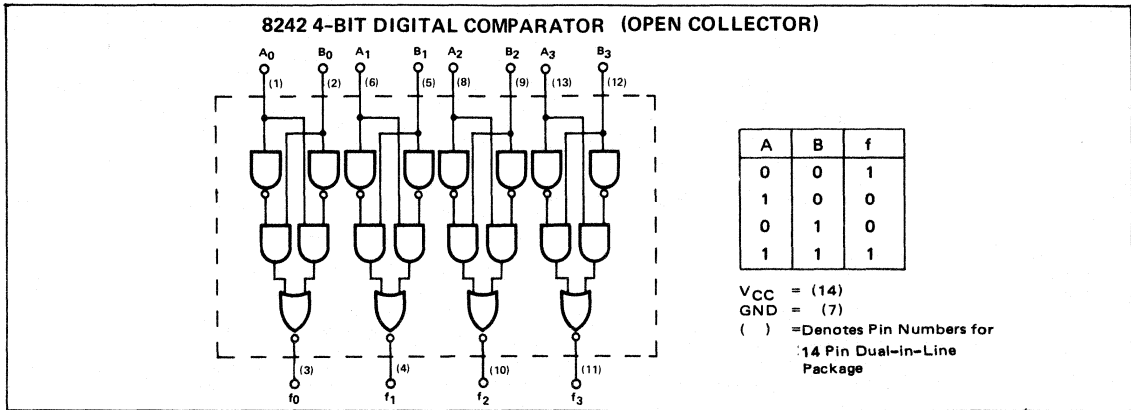 8242 4-BIT DIGITAL COMPARATOR (OPEN COLLECTOR)
A0 B0 A1 B1 A2 B2 A3 B3
(1) (2) (6) (5) (8) (9) (13) (12)
A B f
0 0 1
1 0 0
0 1 0
1 1 1
VCC = (14)
GND = (7)
( ) =Denotes Pin Numbers for
14 Pin Dual-in-Line
Package
(3) (4) (10) (11)
f0 f1 f2 f3